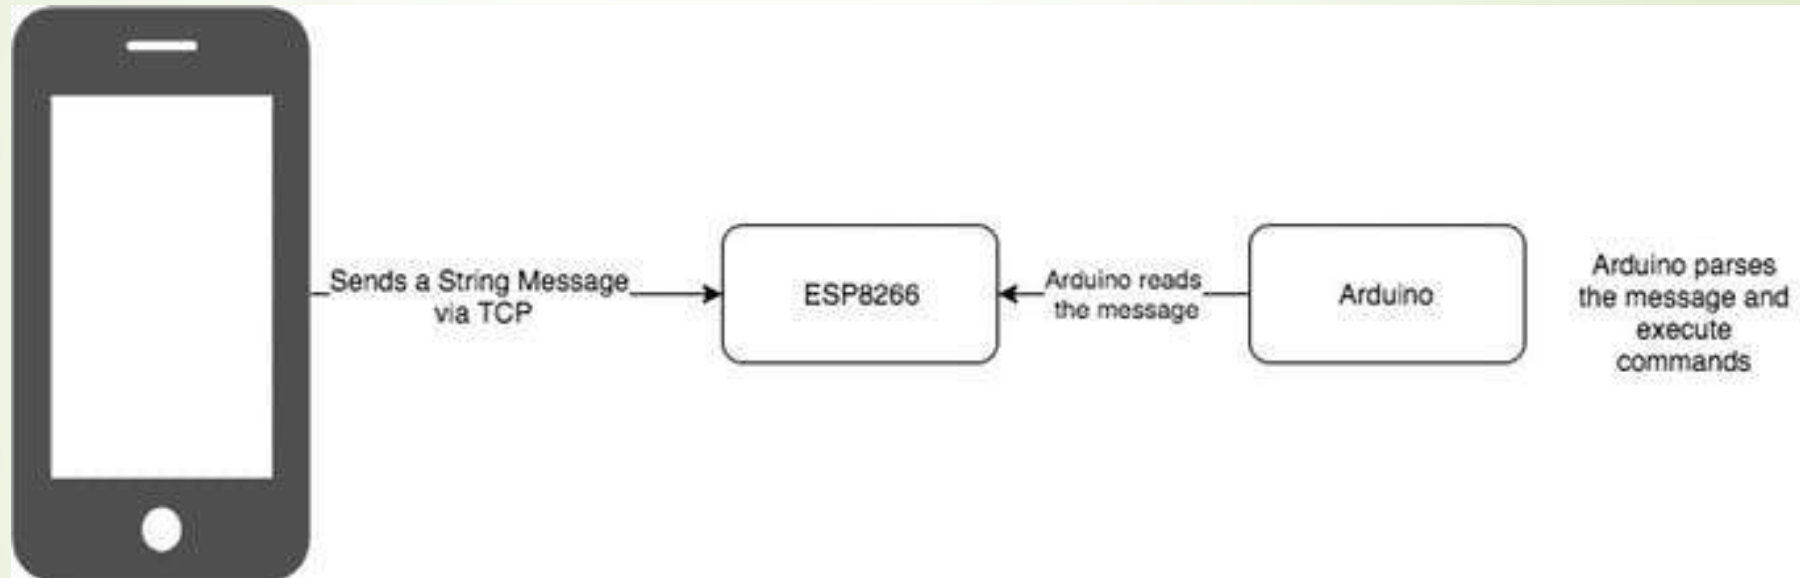 Sends a String Message
via TCP
ESP8266
Arduino reads
the message
Arduino
Arduino parses
the message and
execute
commands